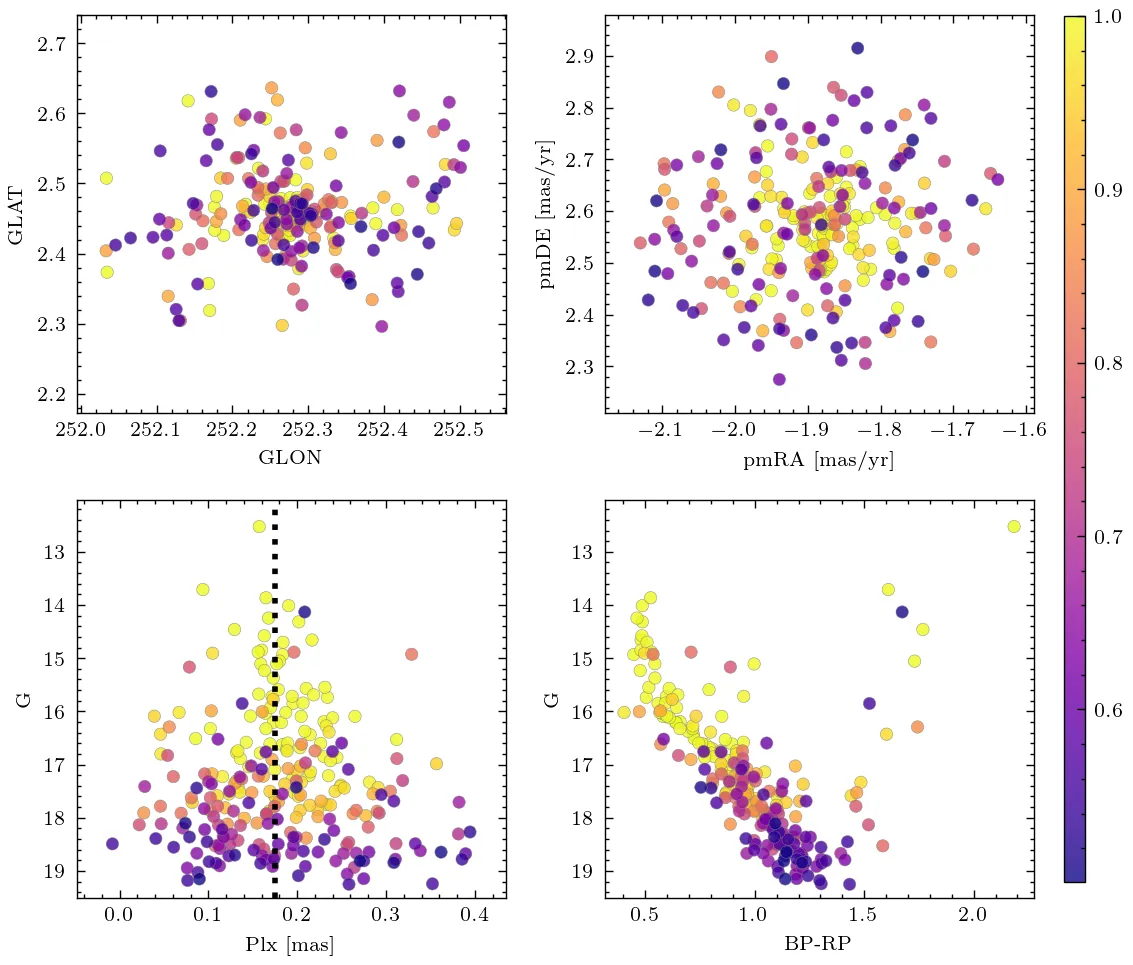 2.7
2.6
2.5
2.4
2.3
2.2
GLAT
252.0 252.1 252.2 252.3 252.4 252.5
GLON
2.9
2.8
2.7
2.6
2.5
2.4
2.3
pmDE [mas/yr]
−2.1 −2.0 −1.9 −1.8 −1.7 −1.6
pmRA [mas/yr]
1.0
0.9
0.8
0.7
0.6
13
14
15
16
17
18
19
G
0.0 0.1 0.2 0.3 0.4
Plx [mas]
13
14
15
16
17
18
19
G
0.5 1.0 1.5 2.0
BP-RP